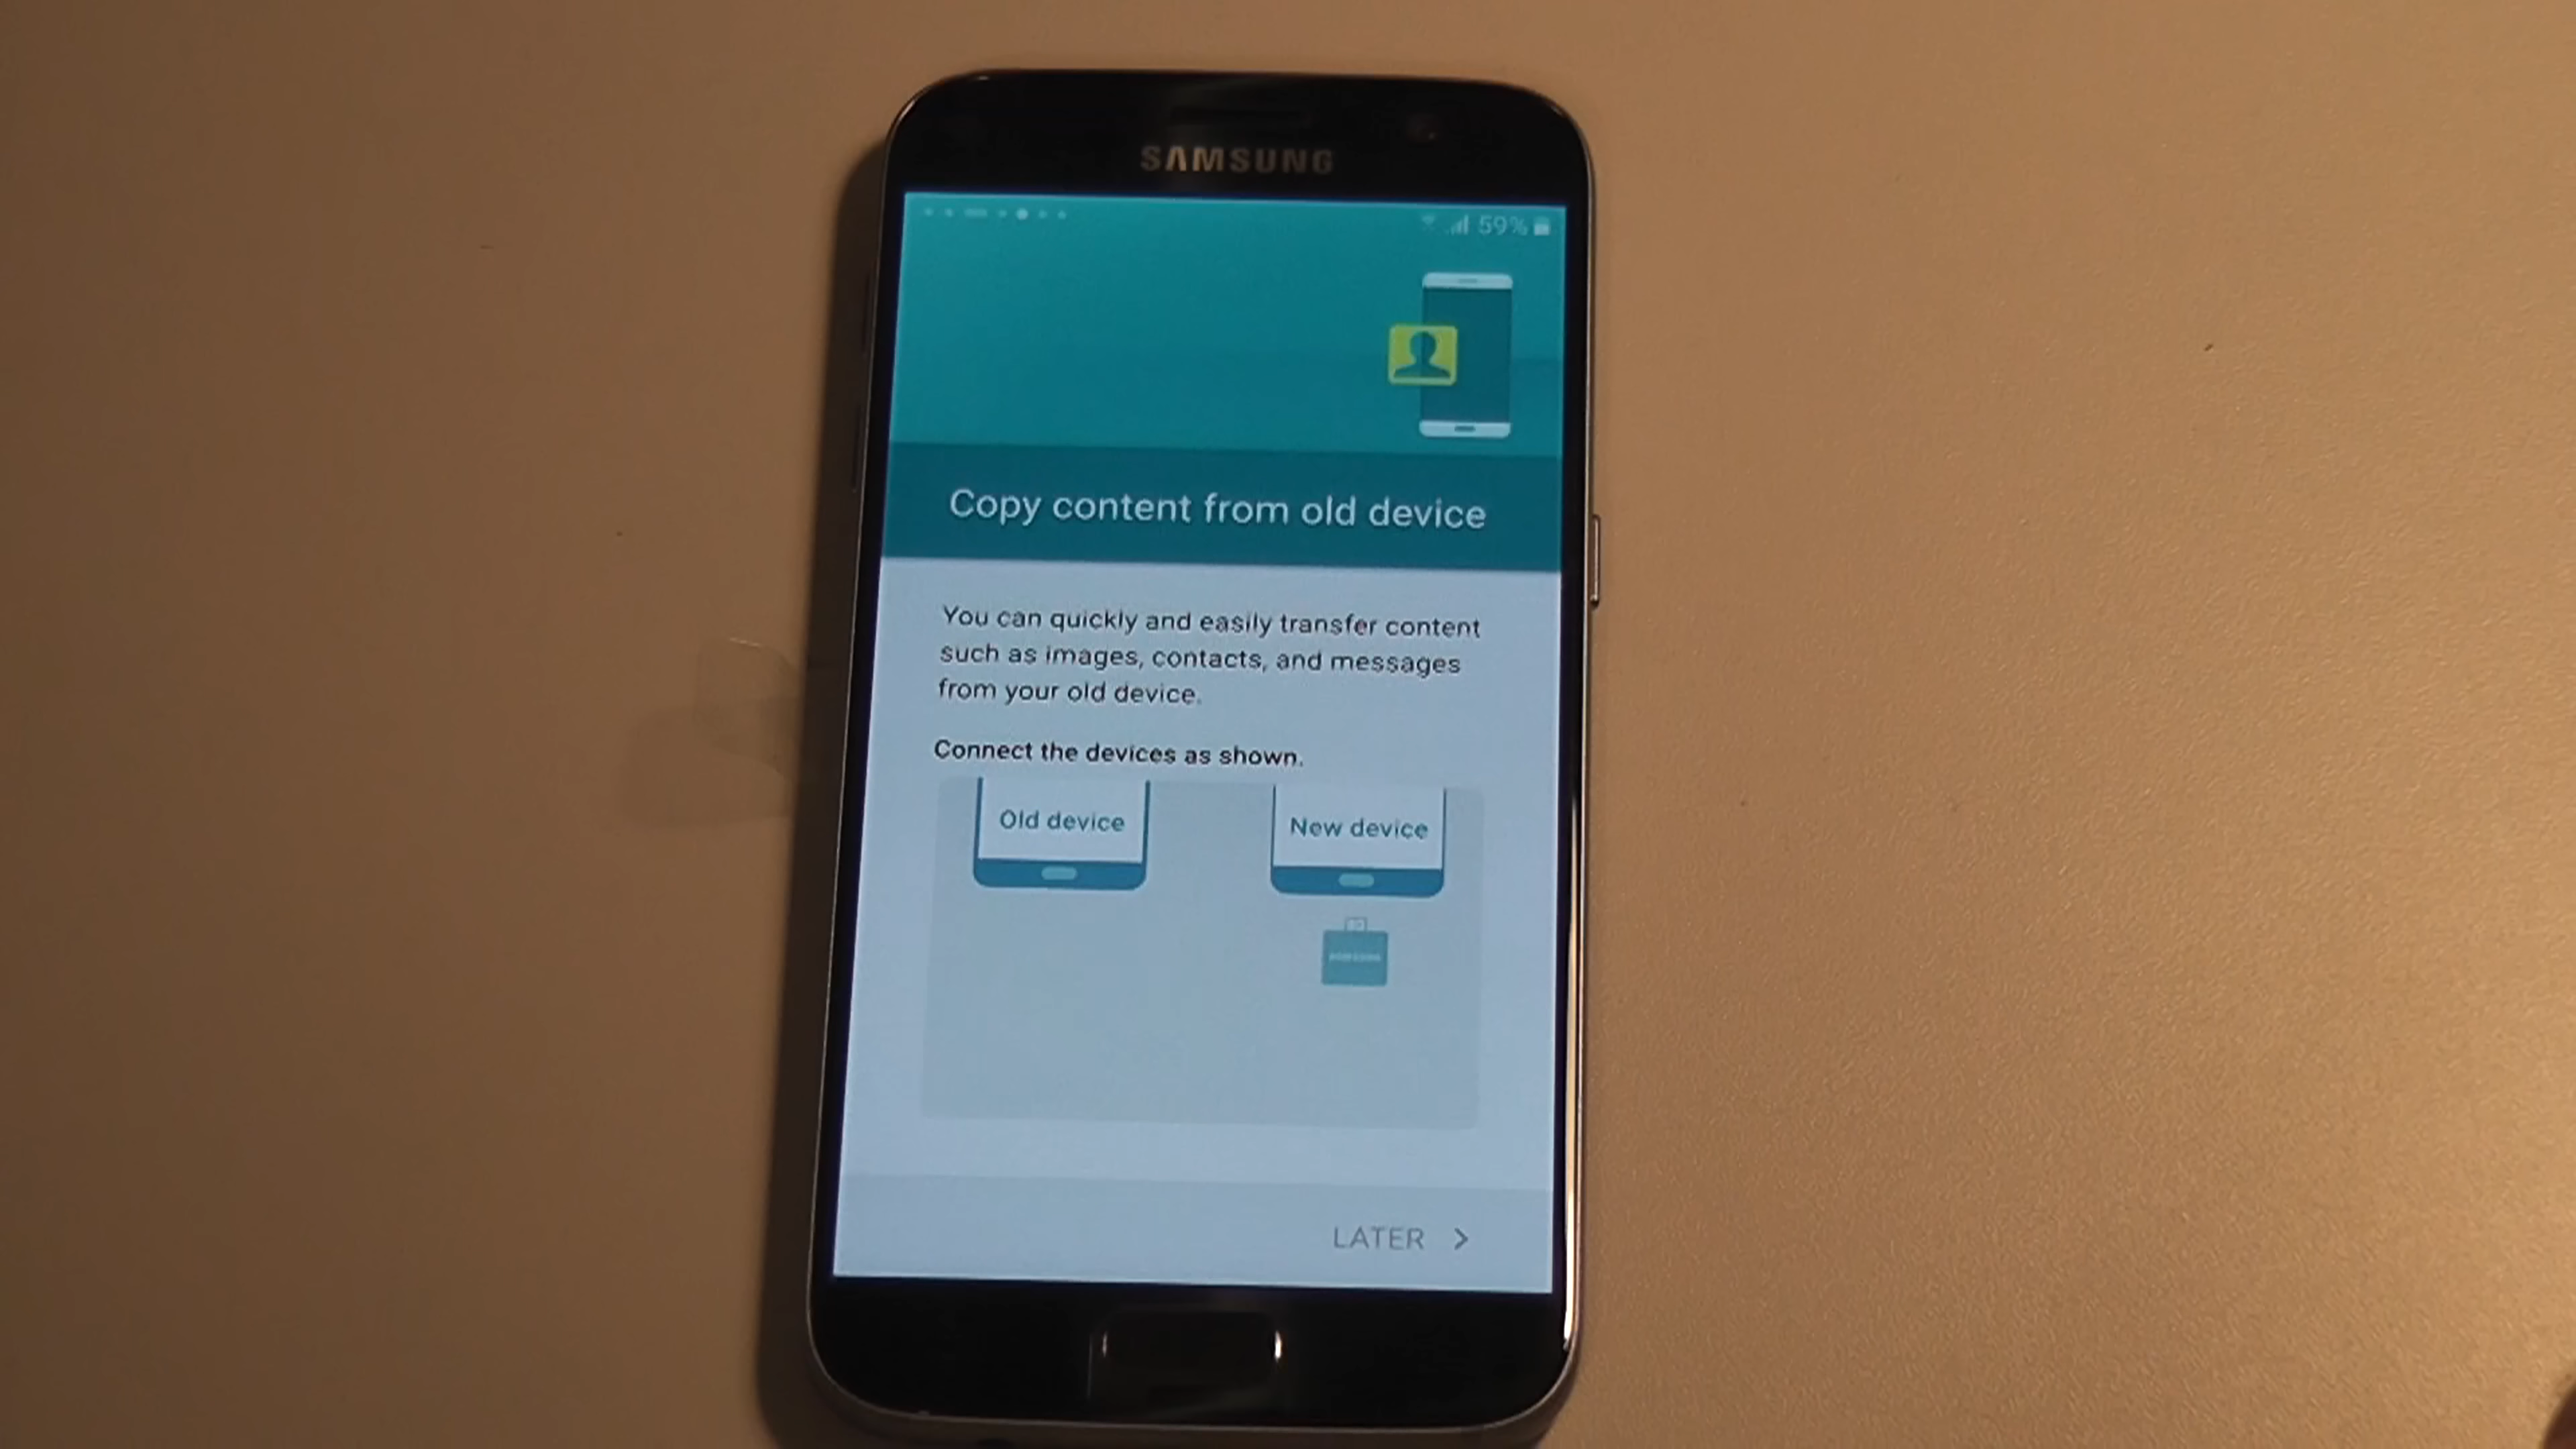 SAMSUNG
59%
Copy content from old device
You can quickly and easily transfer content
such as images, contacts, and messages
from your old device.
Connect the devices as shown.
Old device
New device
SAMSUNG
LATER >